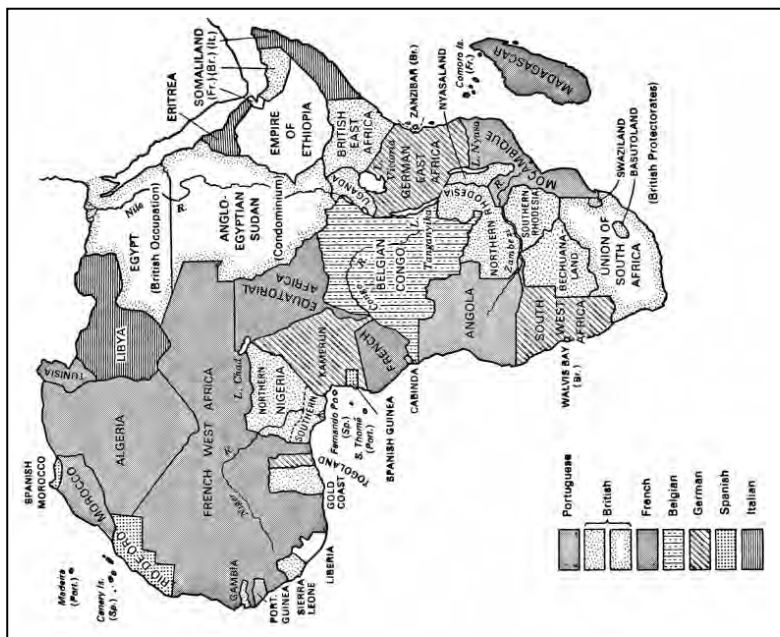 SPANISH
MOROCCO
Madeira
(Port.)
Canary Is.
(Sp.)
MOROCCO
RIO DE ORO
ALGERIA
TUNISIA
LIBYA
EGYPT
(British Occupation)
Nile
R.
ANGLO-
EGYPTIAN
SUDAN
(Condominium)
ERITREA
SOMALILAND
(Fr.) (Br.) (It.)
EMPIRE
OF
ETHIOPIA
FRENCH WEST AFRICA
Niger R.
L. Chad
GAMBIA
PORT.
GUINEA
SIERRA
LEONE
LIBERIA
GOLD
COAST
TOGOLAND
NORTHERN
NIGERIA
SOUTHERN
KAMERUN
Fernando Poo
(Sp.)
S. Thomé
(Port.)
SPANISH GUINEA
FRENCH
EQUATORIAL
AFRICA
CABINDA
BELGIAN
CONGO
Congo
R.
UGANDA
BRITISH
EAST
AFRICA
L.
Victoria
GERMAN
EAST
AFRICA
L.
Tanganyika
ZANZIBAR (Br.)
NYASALAND
L. Nyasa
Comoro Is.
(Fr.)
MADAGASCAR
ANGOLA
NORTHERN
RHODESIA
Zambezi
R.
SOUTHERN
RHODESIA
MOÇAMBIQUE
SOUTH
WEST
AFRICA
BECHUANA-
LAND
WALVIS BAY
(Br.)
UNION OF
SOUTH
AFRICA
SWAZILAND
BASUTOLAND
(British Protectorates)
Portuguese
British
French
Belgian
German
Spanish
Italian